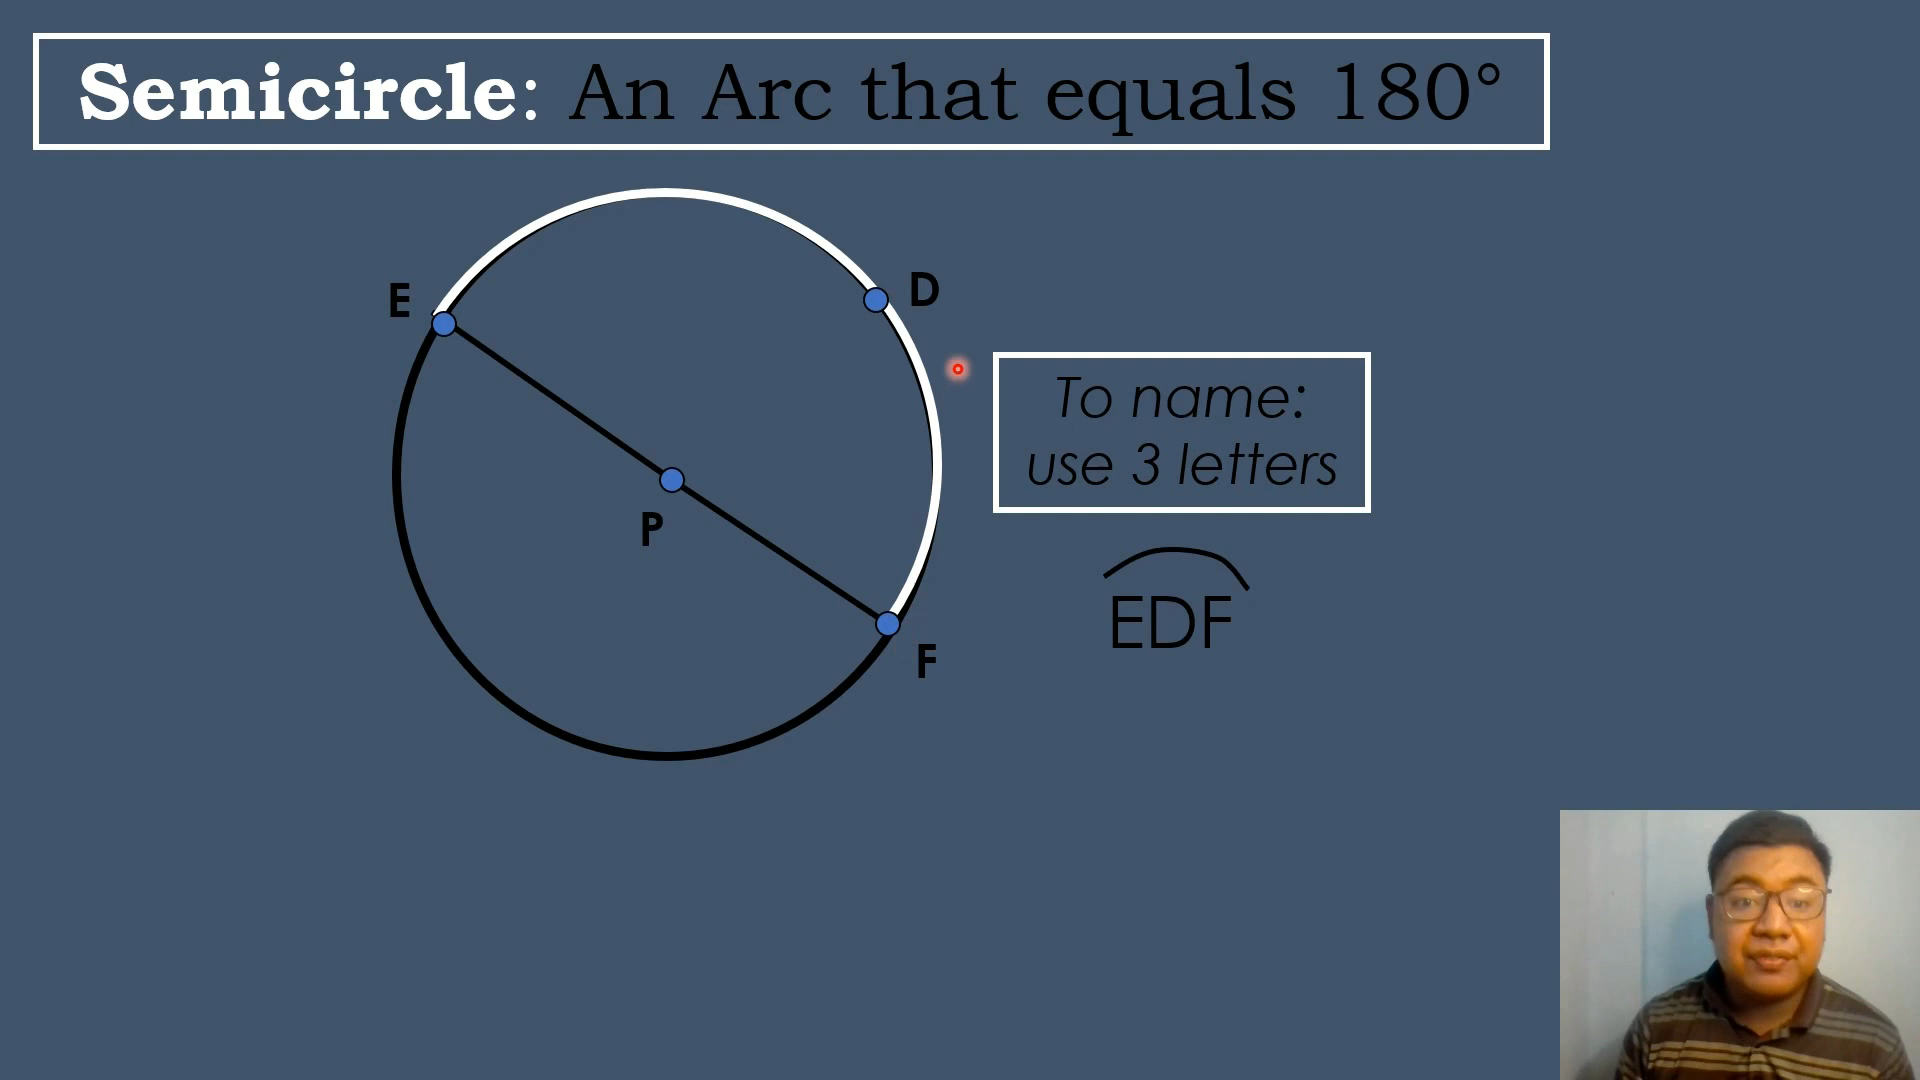 Semicircle: An Arc that equals 180°
E
D
To name:
use 3 letters
P
EDF
F